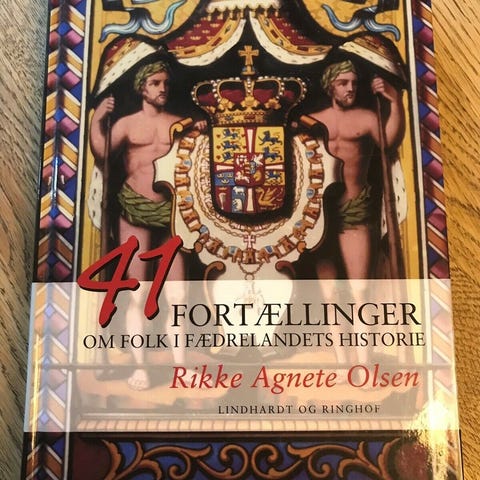 41 FORTÆLLINGER
OM FOLK I FÆDRELANDETS HISTORIE
Rikke Agnete Olsen
LINDHARDT OG RINGHOF